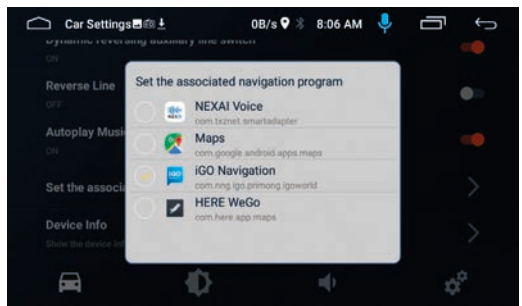 Car Settings
0B/s
8:06 AM
Dynamic reversing auxiliary line switch
ON
Reverse Line
OFF
Autoplay Musi
ON
Set the associa
Device Info
Show the device inf
Set the associated navigation program
NEXAI Voice
com.txznet.smartadapter
Maps
com.google.android.apps.maps
iGO Navigation
com.nng.igo.primong.igoworld
HERE WeGo
com.here.app.maps